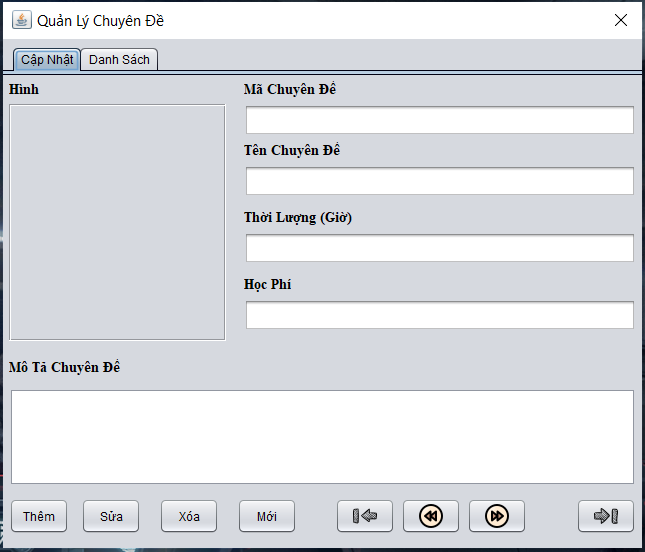 Quản Lý Chuyên Đề
Cập Nhật Danh Sách
Hình
Mã Chuyên Đề
Tên Chuyên Đề
Thời Lượng (Giờ)
Học Phí
Mô Tả Chuyên Đề
Thêm Sửa Xóa Mới